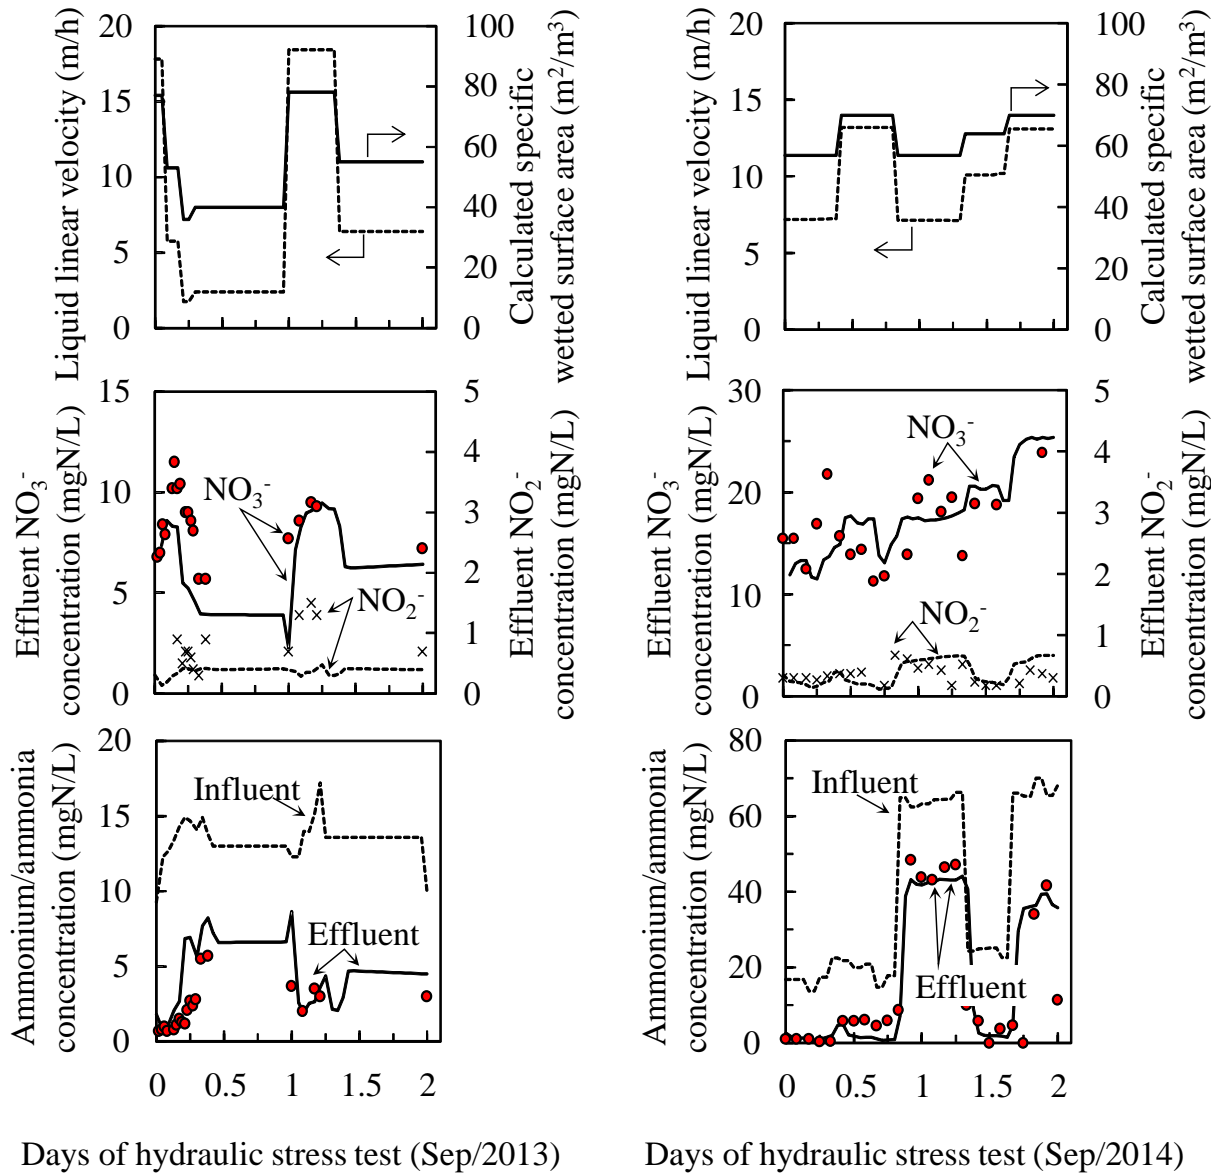 Liquid linear velocity (m/h)
20
15
10
5
0
100
80
60
40
20
0
Calculated specific
wetted surface area (m²/m³)
Liquid linear velocity (m/h)
20
15
10
5
0
100
80
60
40
20
0
Calculated specific
wetted surface area (m²/m³)
Effluent NO₃⁻
concentration (mgN/L)
15
10
5
0
NO₃⁻
NO₂⁻
5
4
3
2
1
0
Effluent NO₂⁻
concentration (mgN/L)
Effluent NO₃⁻
concentration (mgN/L)
30
20
10
0
NO₃⁻
NO₂⁻
5
4
3
2
1
0
Effluent NO₂⁻
concentration (mgN/L)
Ammonium/ammonia
concentration (mgN/L)
20
15
10
5
0
Influent
Effluent
0 0.5 1 1.5 2
Days of hydraulic stress test (Sep/2013)
Ammonium/ammonia
concentration (mgN/L)
80
60
40
20
0
Influent
Effluent
0 0.5 1 1.5 2
Days of hydraulic stress test (Sep/2014)